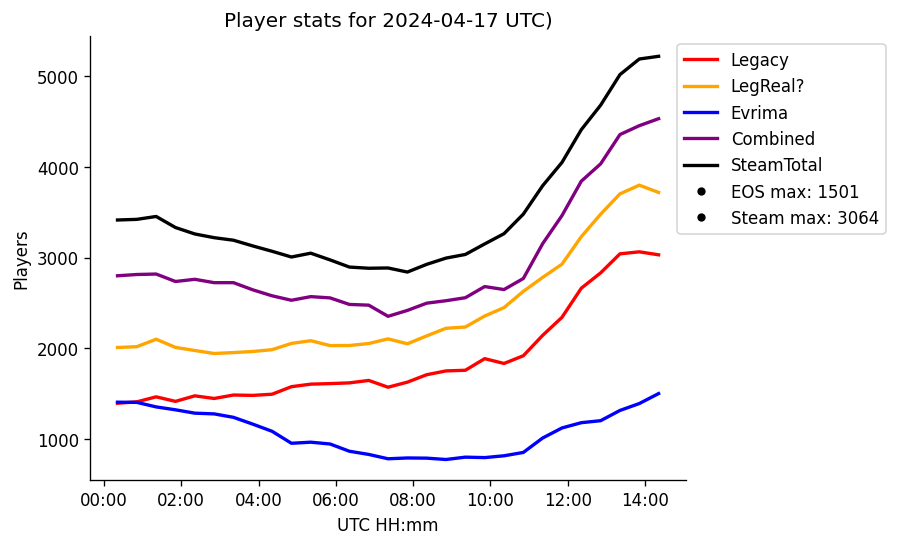 Player stats for 2024-04-17 UTC)
Players
5000
4000
3000
2000
1000
00:00 02:00 04:00 06:00 08:00 10:00 12:00 14:00
UTC HH:mm
Legacy
LegReal?
Evrima
Combined
SteamTotal
EOS max: 1501
Steam max: 3064